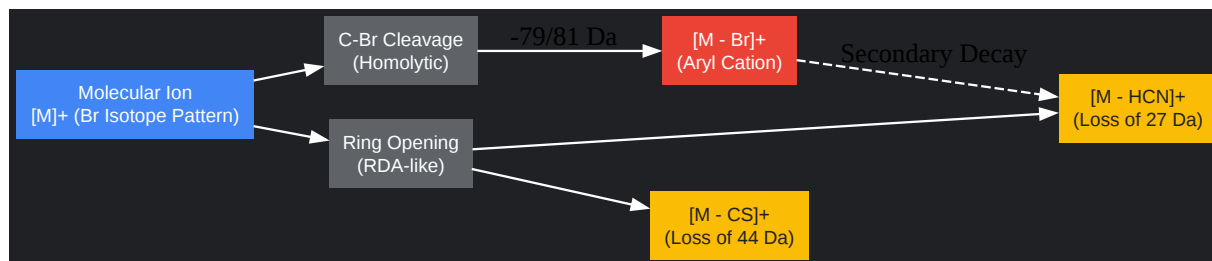 C-Br Cleavage
(Homolytic)
-79/81 Da
[M - Br]+
(Aryl Cation)
Secondary Decay
Molecular Ion
[M]+ (Br Isotope Pattern)
[M - HCN]+
(Loss of 27 Da)
Ring Opening
(RDA-like)
[M - CS]+
(Loss of 44 Da)